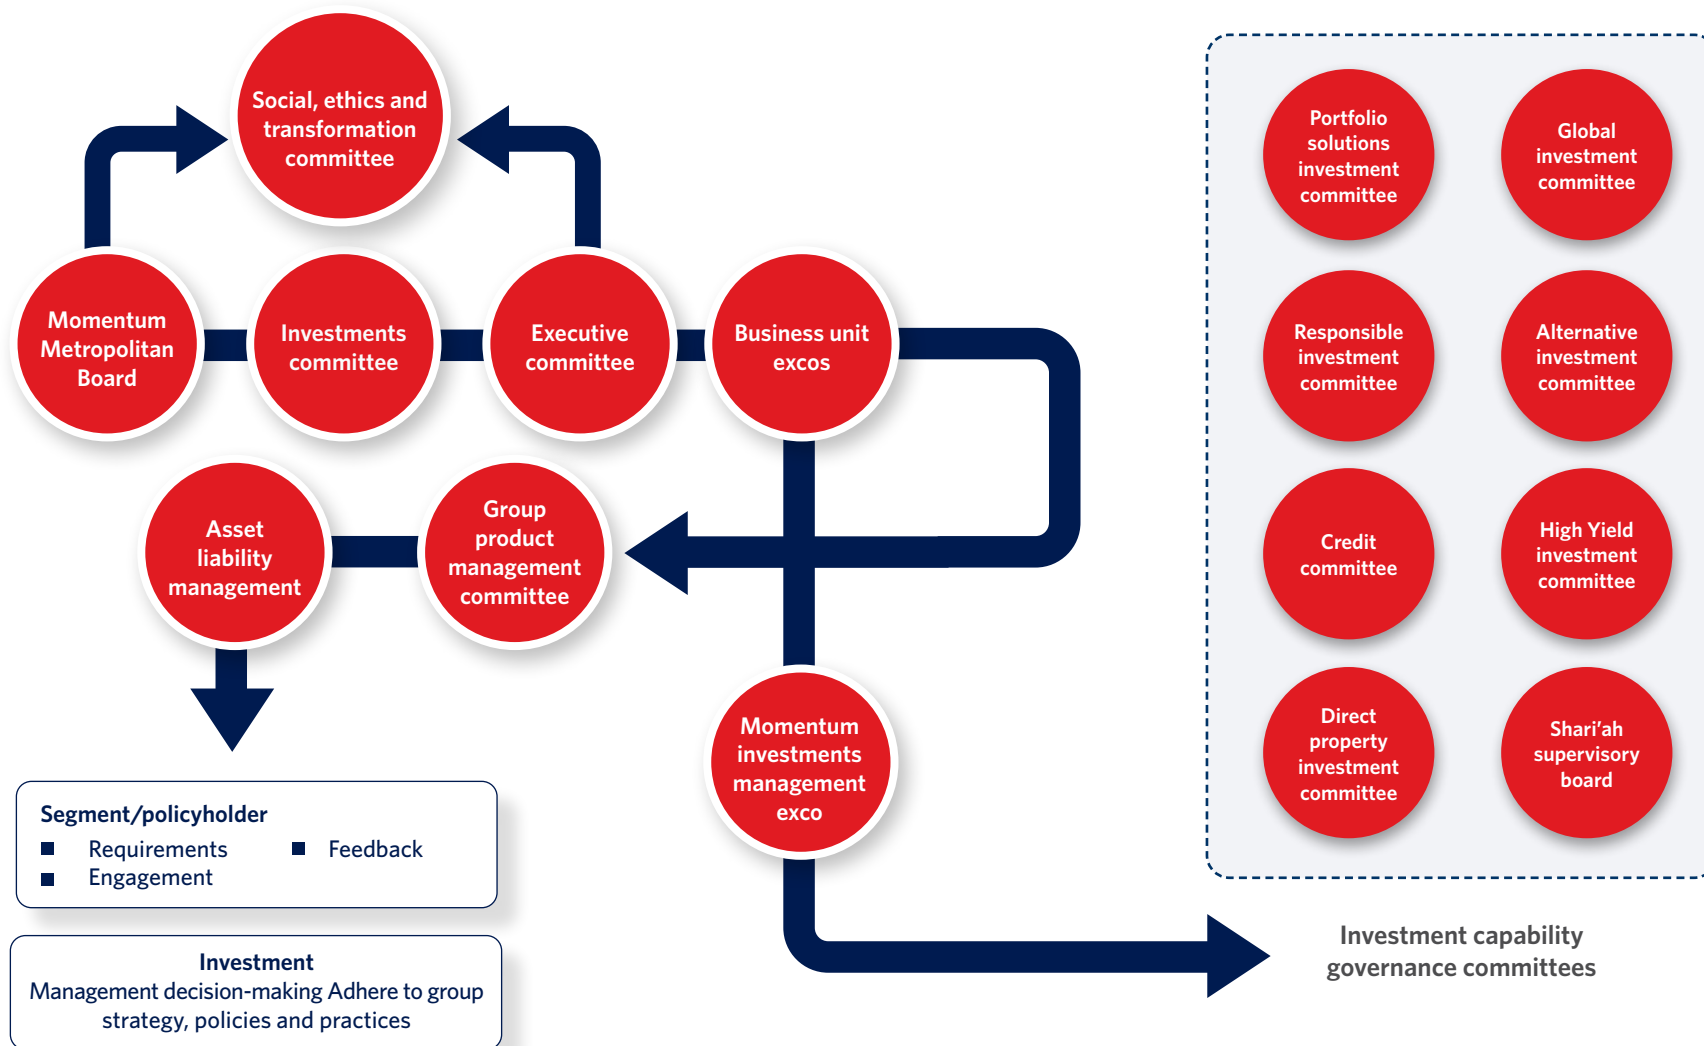 Social, ethics and
transformation
committee
Momentum
Metropolitan
Board
Investments
committee
Executive
committee
Business unit
excos
Asset
liability
management
Group
product
management
committee
Momentum
investments
management
exco
Segment/policyholder
■ Requirements
■ Feedback
■ Engagement
Investment
Management decision-making Adhere to group
strategy, policies and practices
Portfolio
solutions
investment
committee
Global
investment
committee
Responsible
investment
committee
Alternative
investment
committee
Credit
committee
High Yield
investment
committee
Direct
property
investment
committee
Shari’ah
supervisory
board
Investment capability
governance committees